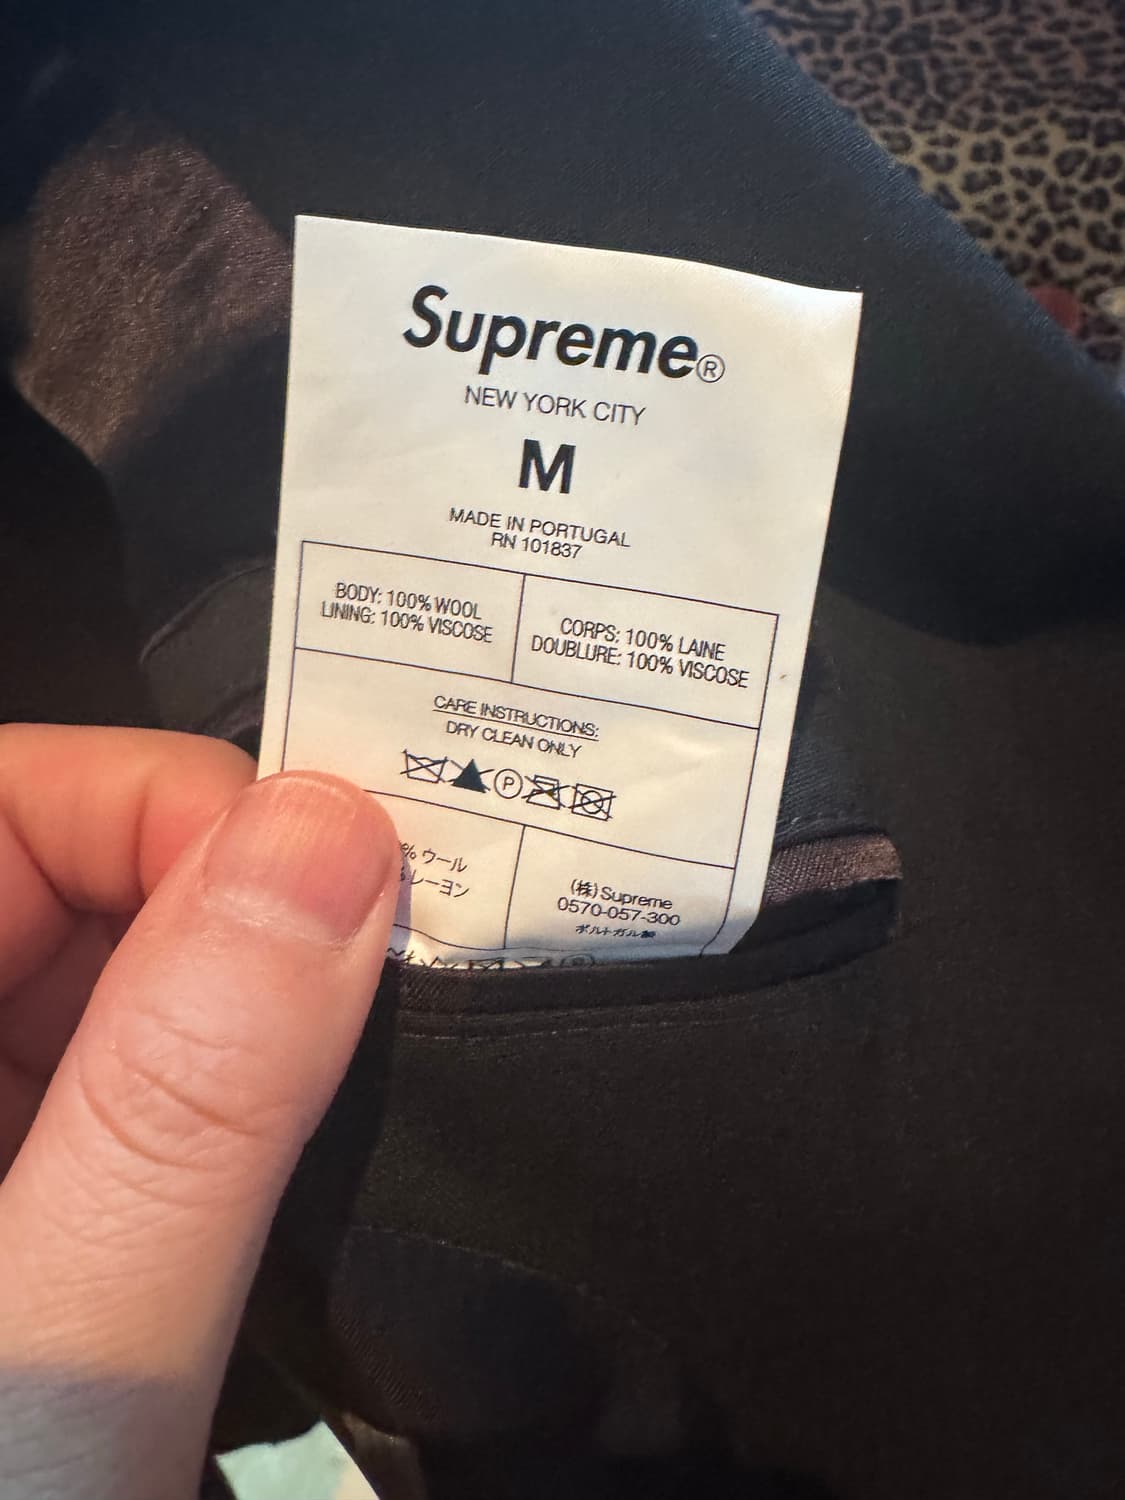 Supreme®
NEW YORK CITY
M
MADE IN PORTUGAL
RN 101837
BODY: 100% WOOL
LINING: 100% VISCOSE
CORPS: 100% LAINE
DOUBLURE: 100% VISCOSE
CARE INSTRUCTIONS:
DRY CLEAN ONLY
P
% ウール
レーヨン
(株)Supreme
0570-057-300
ポルトガル製